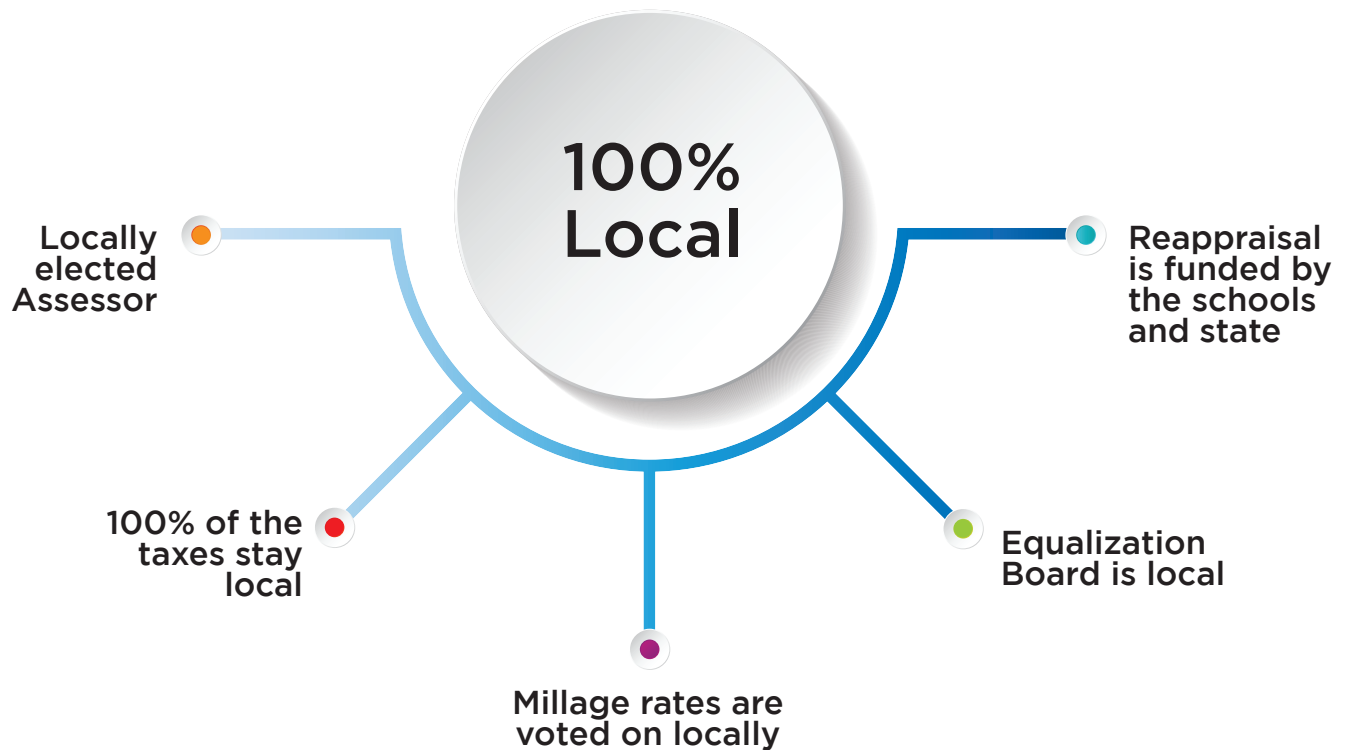 100%
Local
Locally
elected
Assessor
100% of the
taxes stay
local
Millage rates are
voted on locally
Equalization
Board is local
Reappraisal
is funded by
the schools
and state